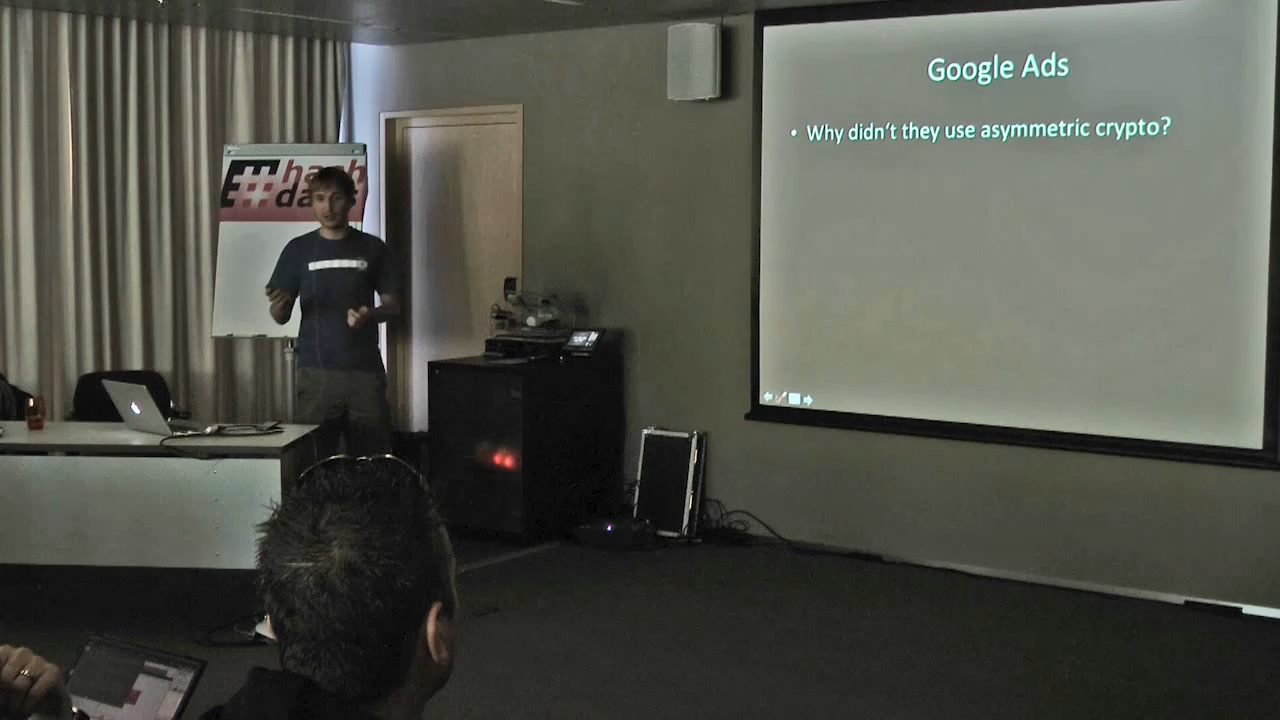 hash
days
Google Ads
• Why didn't they use asymmetric crypto?